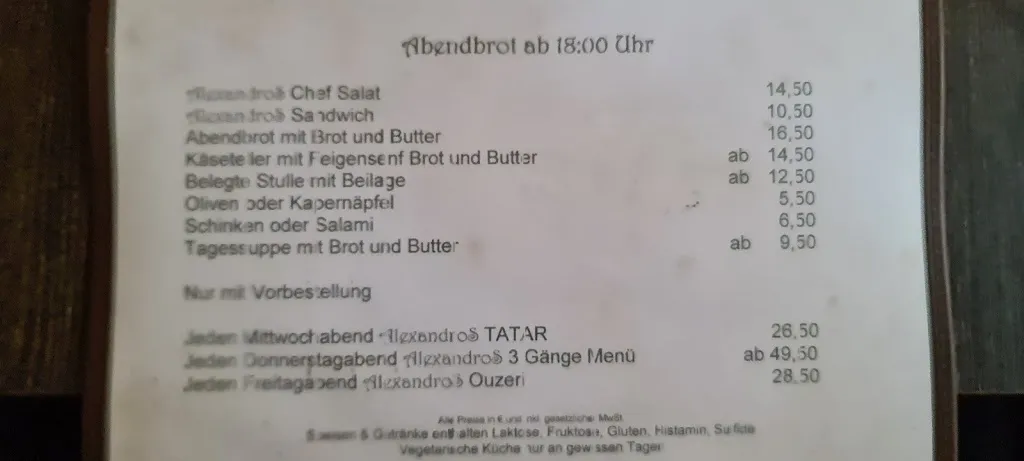 Abendbrot ab 18:00 Uhr
Alexandros Chef Salat 14,50
Alexandros Sandwich 10,50
Abendbrot mit Brot und Butter 16,50
Käseteller mit Feigensenf Brot und Butter ab 14,50
Belegte Stulle mit Beilage ab 12,50
Oliven oder Kapernäpfel 5,50
Schinken oder Salami 6,50
Tagessuppe mit Brot und Butter ab 9,50
Nur mit Vorbestellung
Jeden Mittwochabend Alexandros TATAR 26,50
Jeden Donnerstagabend Alexandros 3 Gänge Menü ab 49,50
Jeden Freitagabend Alexandros Ouzeri 28,50
Alle Preise in € und inkl. gesetzlicher MwSt.
Speisen & Getränke enthalten Laktose, Fruktose, Gluten, Histamin, Sulfide
Vegetarische Küche nur an gewissen Tagen